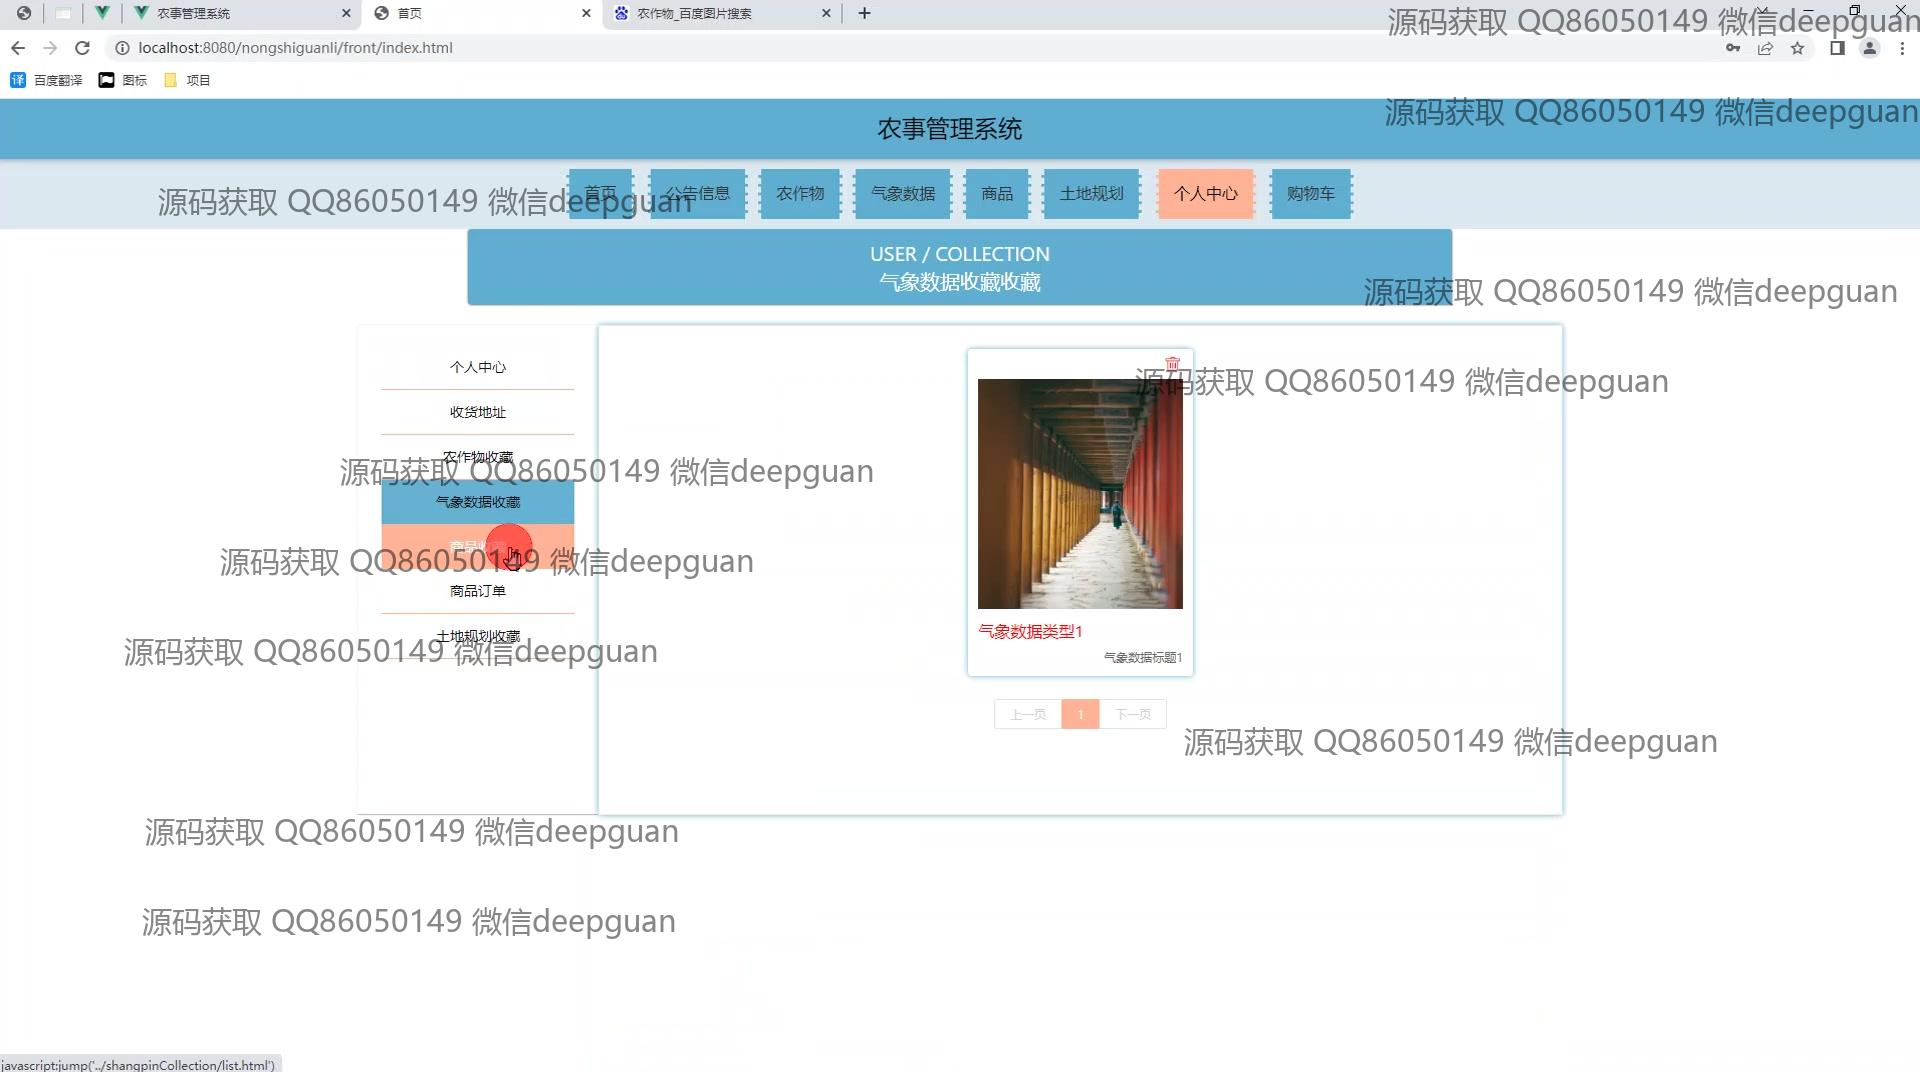 农事管理系统
首页
农作物_百度图片搜索
localhost:8080/nongshiguanli/front/index.html
百度翻译
图标
项目
源码获取 QQ86050149 微信deepguan
农事管理系统
源码获取 QQ86050149 微信deepguan
首页
公告信息
农作物
气象数据
商品
土地规划
个人中心
购物车
源码获取 QQ86050149 微信deepguan
USER / COLLECTION
气象数据收藏收藏
源码获取 QQ86050149 微信deepguan
个人中心
收货地址
农作物收藏
气象数据收藏
商品收藏
商品订单
土地规划收藏
源码获取 QQ86050149 微信deepguan
源码获取 QQ86050149 微信deepguan
源码获取 QQ86050149 微信deepguan
源码获取 QQ86050149 微信deepguan
气象数据类型1
气象数据标题1
上一页
1
下一页
源码获取 QQ86050149 微信deepguan
源码获取 QQ86050149 微信deepguan
源码获取 QQ86050149 微信deepguan
javascript:jump('../shangpinCollection/list.html')